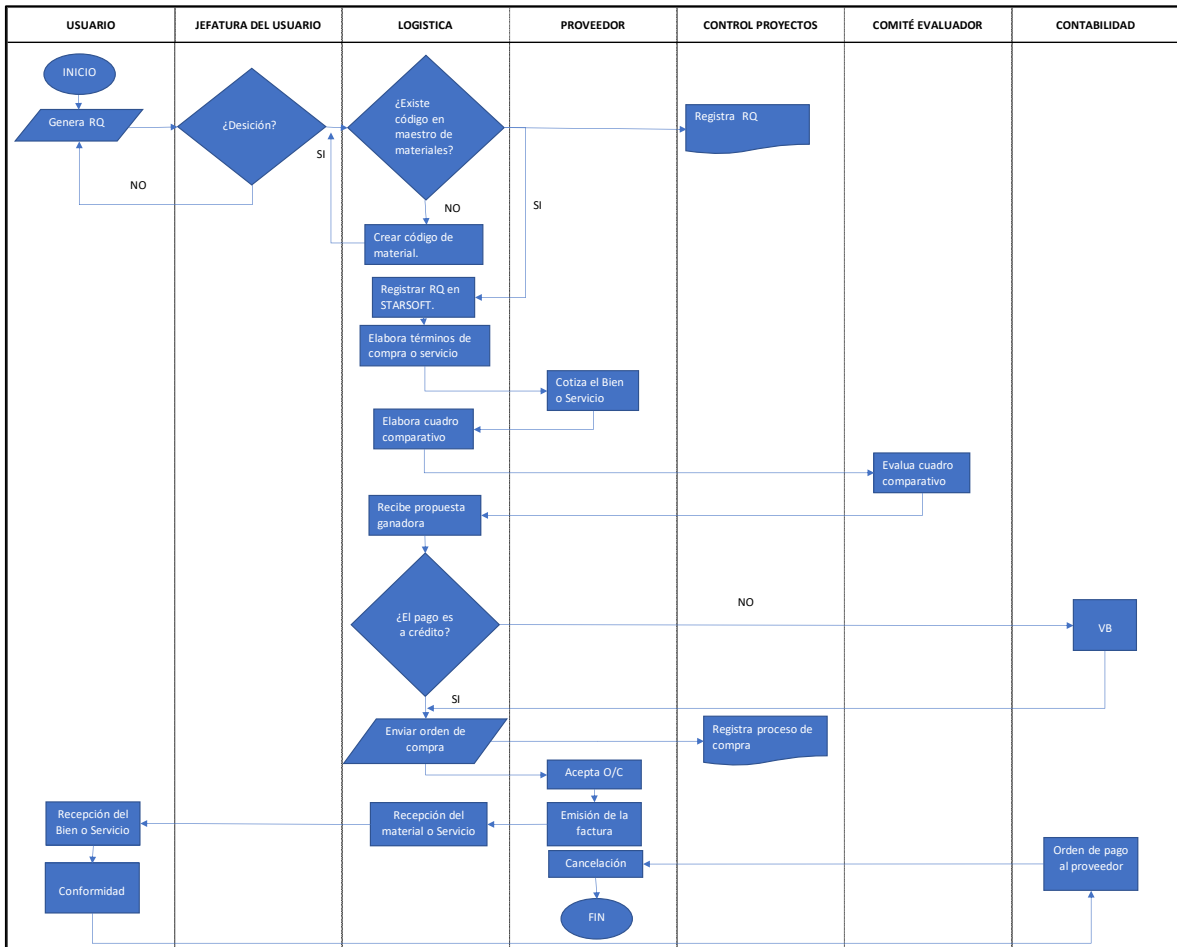 USUARIO
JEFATURA DEL USUARIO
LOGISTICA
PROVEEDOR
CONTROL PROYECTOS
COMITÉ EVALUADOR
CONTABILIDAD
INICIO
Genera RQ
¿Desición?
¿Existe
código en
maestro de
materiales?
Registra RQ
SI
NO
NO
SI
Crear código de
material.
Registrar RQ en
STARSOFT.
Elabora términos de
compra o servicio
Cotiza el Bien
o Servicio
Elabora cuadro
comparativo
Evalua cuadro
comparativo
Recibe propuesta
ganadora
¿El pago es
a crédito?
NO
VB
SI
Enviar orden de
compra
Registra proceso de
compra
Acepta O/C
Recepción del
Bien o Servicio
Recepción del
material o Servicio
Emisión de la
factura
Cancelación
Orden de pago
al proveedor
Conformidad
FIN